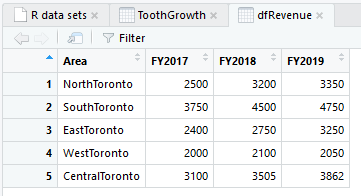 R data sets ToothGrowth dfRevenue
Filter
Area FY2017 FY2018 FY2019
1 NorthToronto 2500 3200 3350
2 SouthToronto 3750 4500 4750
3 EastToronto 2400 2750 3250
4 WestToronto 2000 2100 2050
5 CentralToronto 3100 3505 3862